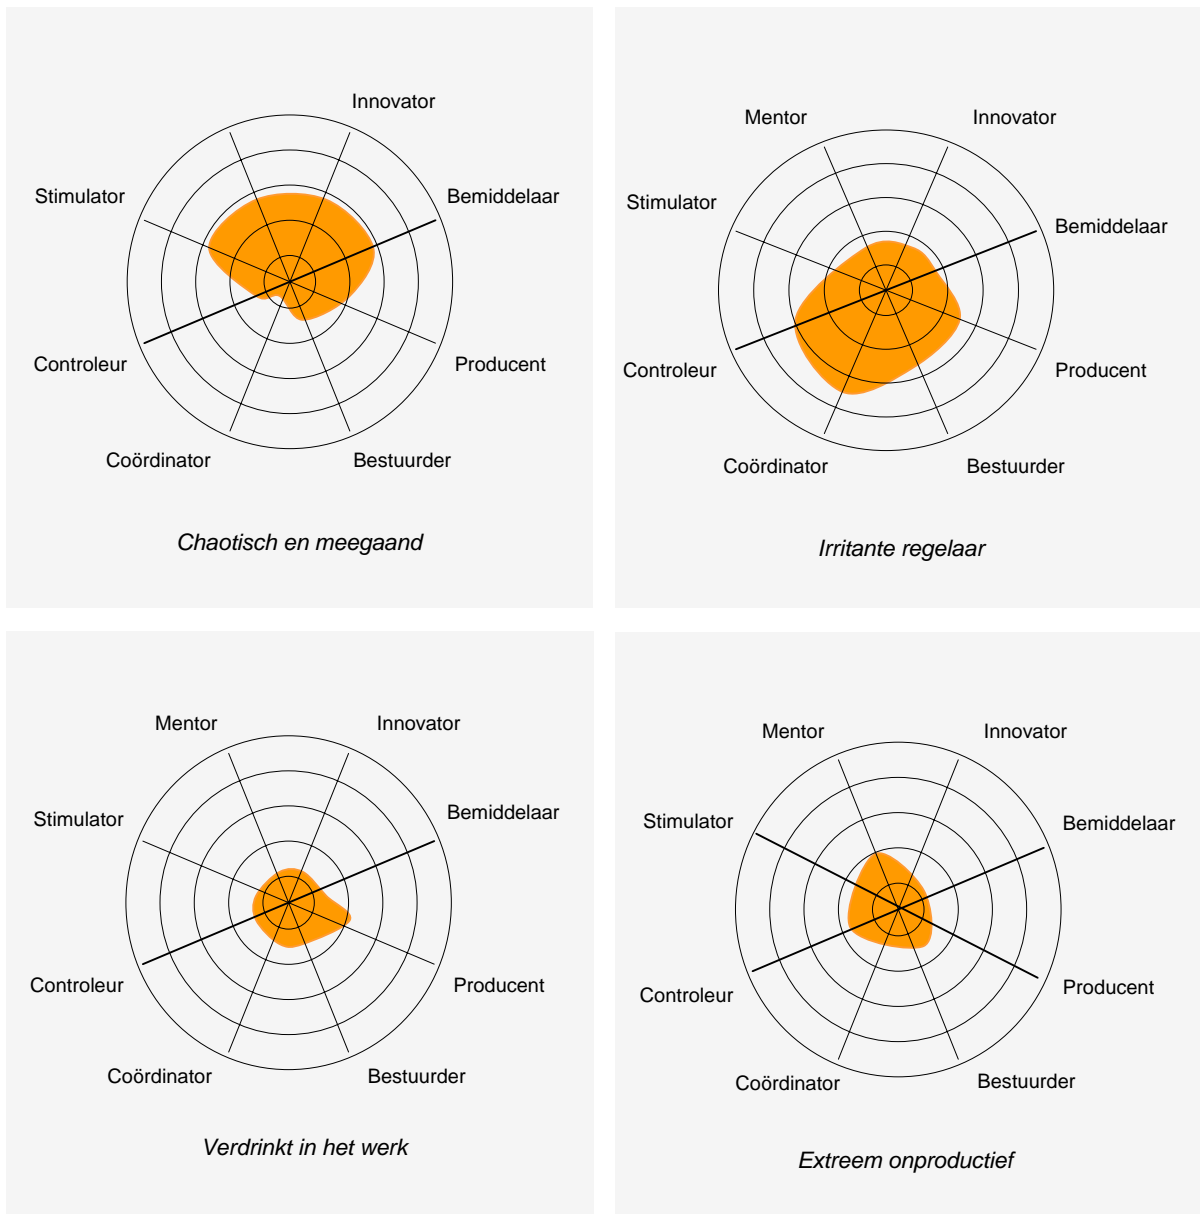 Innovator
Stimulator
Bemiddelaar
Controleur
Producent
Coördinator
Bestuurder
Chaotisch en meegaand
Mentor
Innovator
Stimulator
Bemiddelaar
Controleur
Producent
Coördinator
Bestuurder
Irritante regelaar
Mentor
Innovator
Stimulator
Bemiddelaar
Controleur
Producent
Coördinator
Bestuurder
Verdrinkt in het werk
Mentor
Innovator
Stimulator
Bemiddelaar
Controleur
Producent
Coördinator
Bestuurder
Extreem onproductief